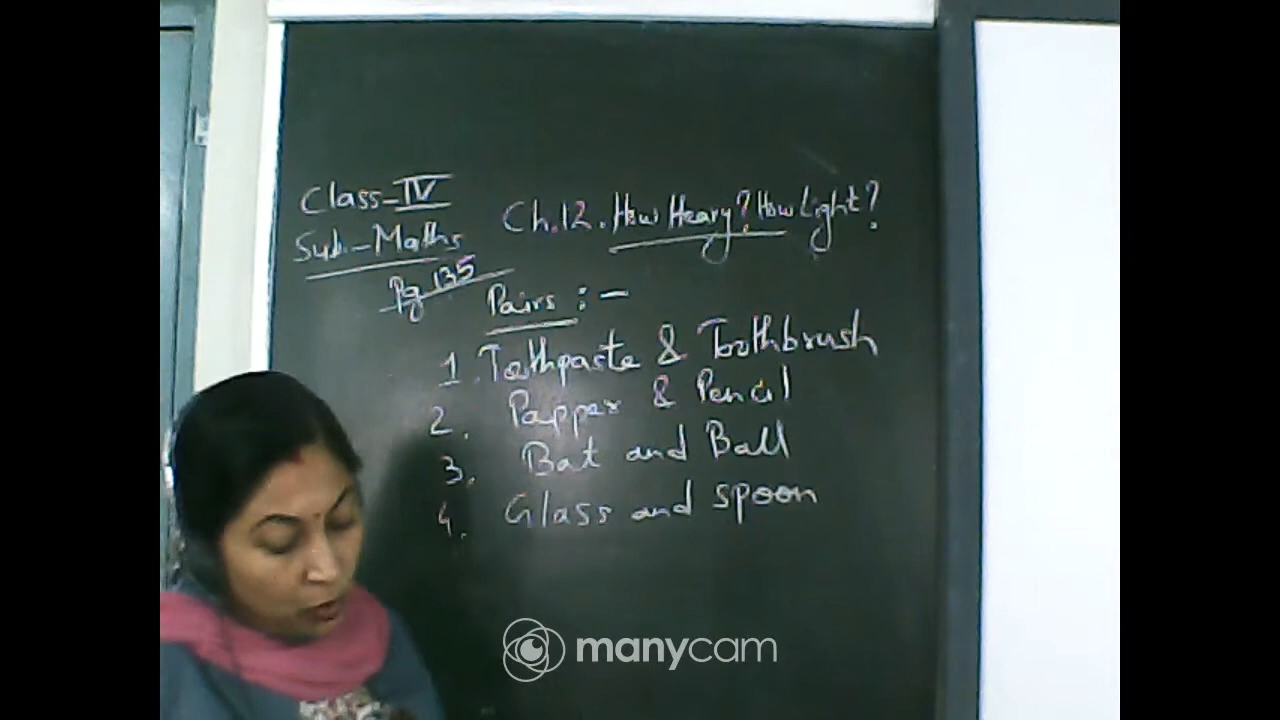 Class-IV
Sub-Maths
Pg 135
Ch.12. How Heavy? How Light?
Pairs :-
1. Toothpaste & Toothbrush
2. Papper & Pencil
3. Bat and Ball
4. Glass and spoon
manycam